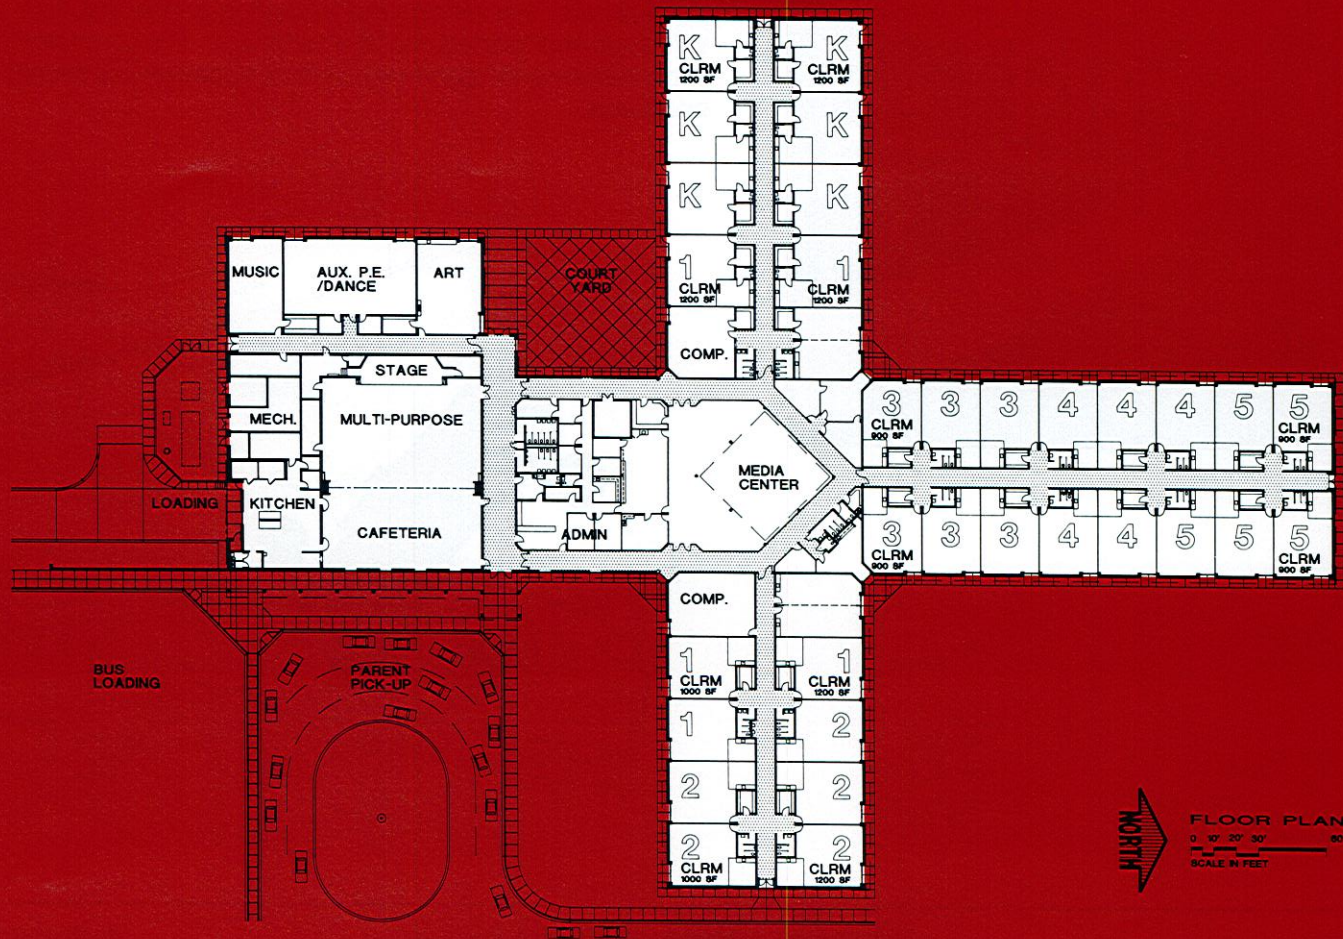 K
CLRM
1200 SF
K
CLRM
1200 SF
K
K
K
K
1
CLRM
1200 SF
1
CLRM
1200 SF
COMP.
MUSIC
AUX. P.E.
/DANCE
ART
COURT
YARD
STAGE
MECH.
MULTI-PURPOSE
LOADING
KITCHEN
CAFETERIA
ADMIN
MEDIA
CENTER
3
CLRM
900 SF
3
3
4
4
4
5
5
CLRM
900 SF
3
CLRM
900 SF
3
3
4
4
5
5
5
CLRM
900 SF
COMP.
1
CLRM
1000 SF
1
CLRM
1200 SF
1
2
2
2
2
CLRM
1000 SF
2
CLRM
1200 SF
BUS
LOADING
PARENT
PICK-UP
NORTH
FLOOR PLAN
0 10' 20' 30'
SCALE IN FEET